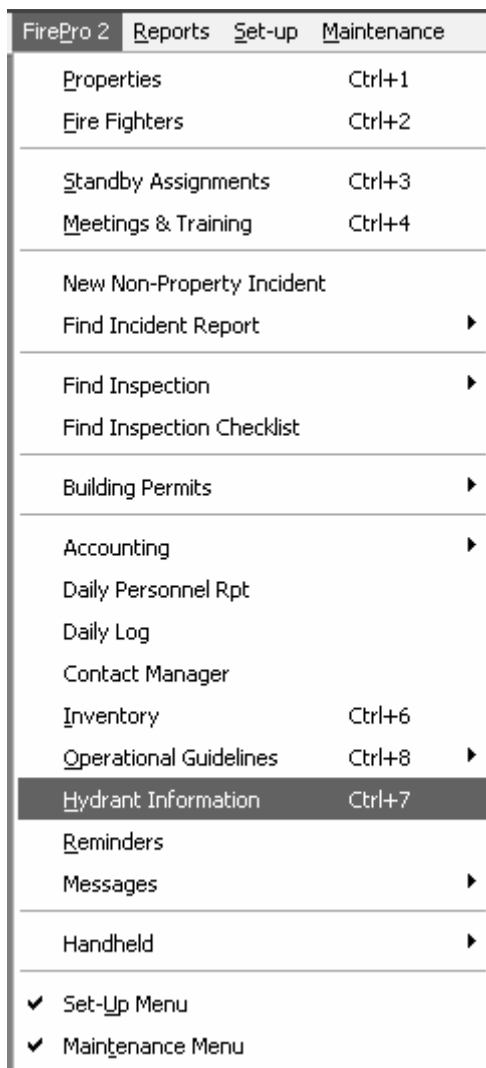 FirePro 2 Reports Set-up Maintenance
Properties Ctrl+1
Fire Fighters Ctrl+2
Standby Assignments Ctrl+3
Meetings & Training Ctrl+4
New Non-Property Incident
Find Incident Report
Find Inspection
Find Inspection Checklist
Building Permits
Accounting
Daily Personnel Rpt
Daily Log
Contact Manager
Inventory Ctrl+6
Operational Guidelines Ctrl+8
Hydrant Information Ctrl+7
Reminders
Messages
Handheld
Set-Up Menu
Maintenance Menu